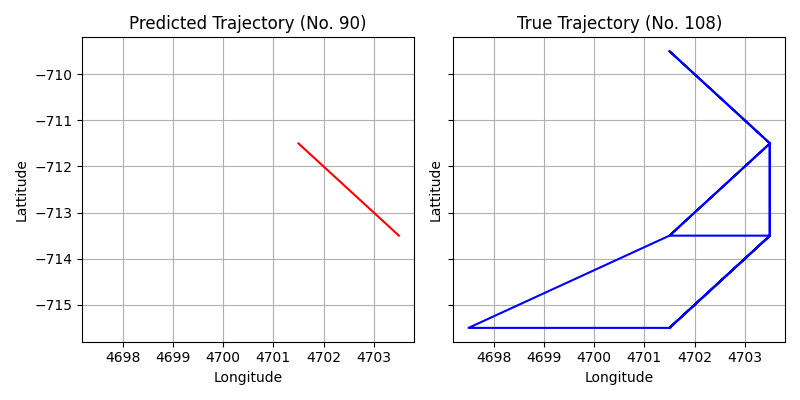 Predicted Trajectory (No. 90)
True Trajectory (No. 108)
−710
−711
−712
−713
−714
−715
Lattitude
Lattitude
4698 4699 4700 4701 4702 4703
4698 4699 4700 4701 4702 4703
Longitude
Longitude